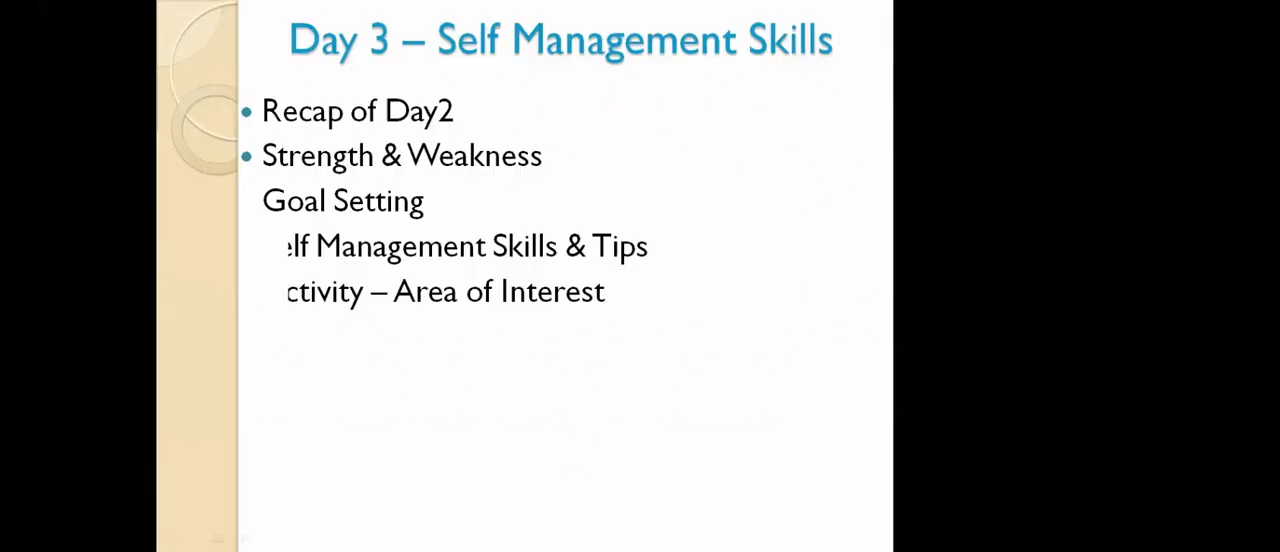 Day 3 – Self Management Skills
• Recap of Day2
• Strength & Weakness
Goal Setting
elf Management Skills & Tips
ctivity – Area of Interest